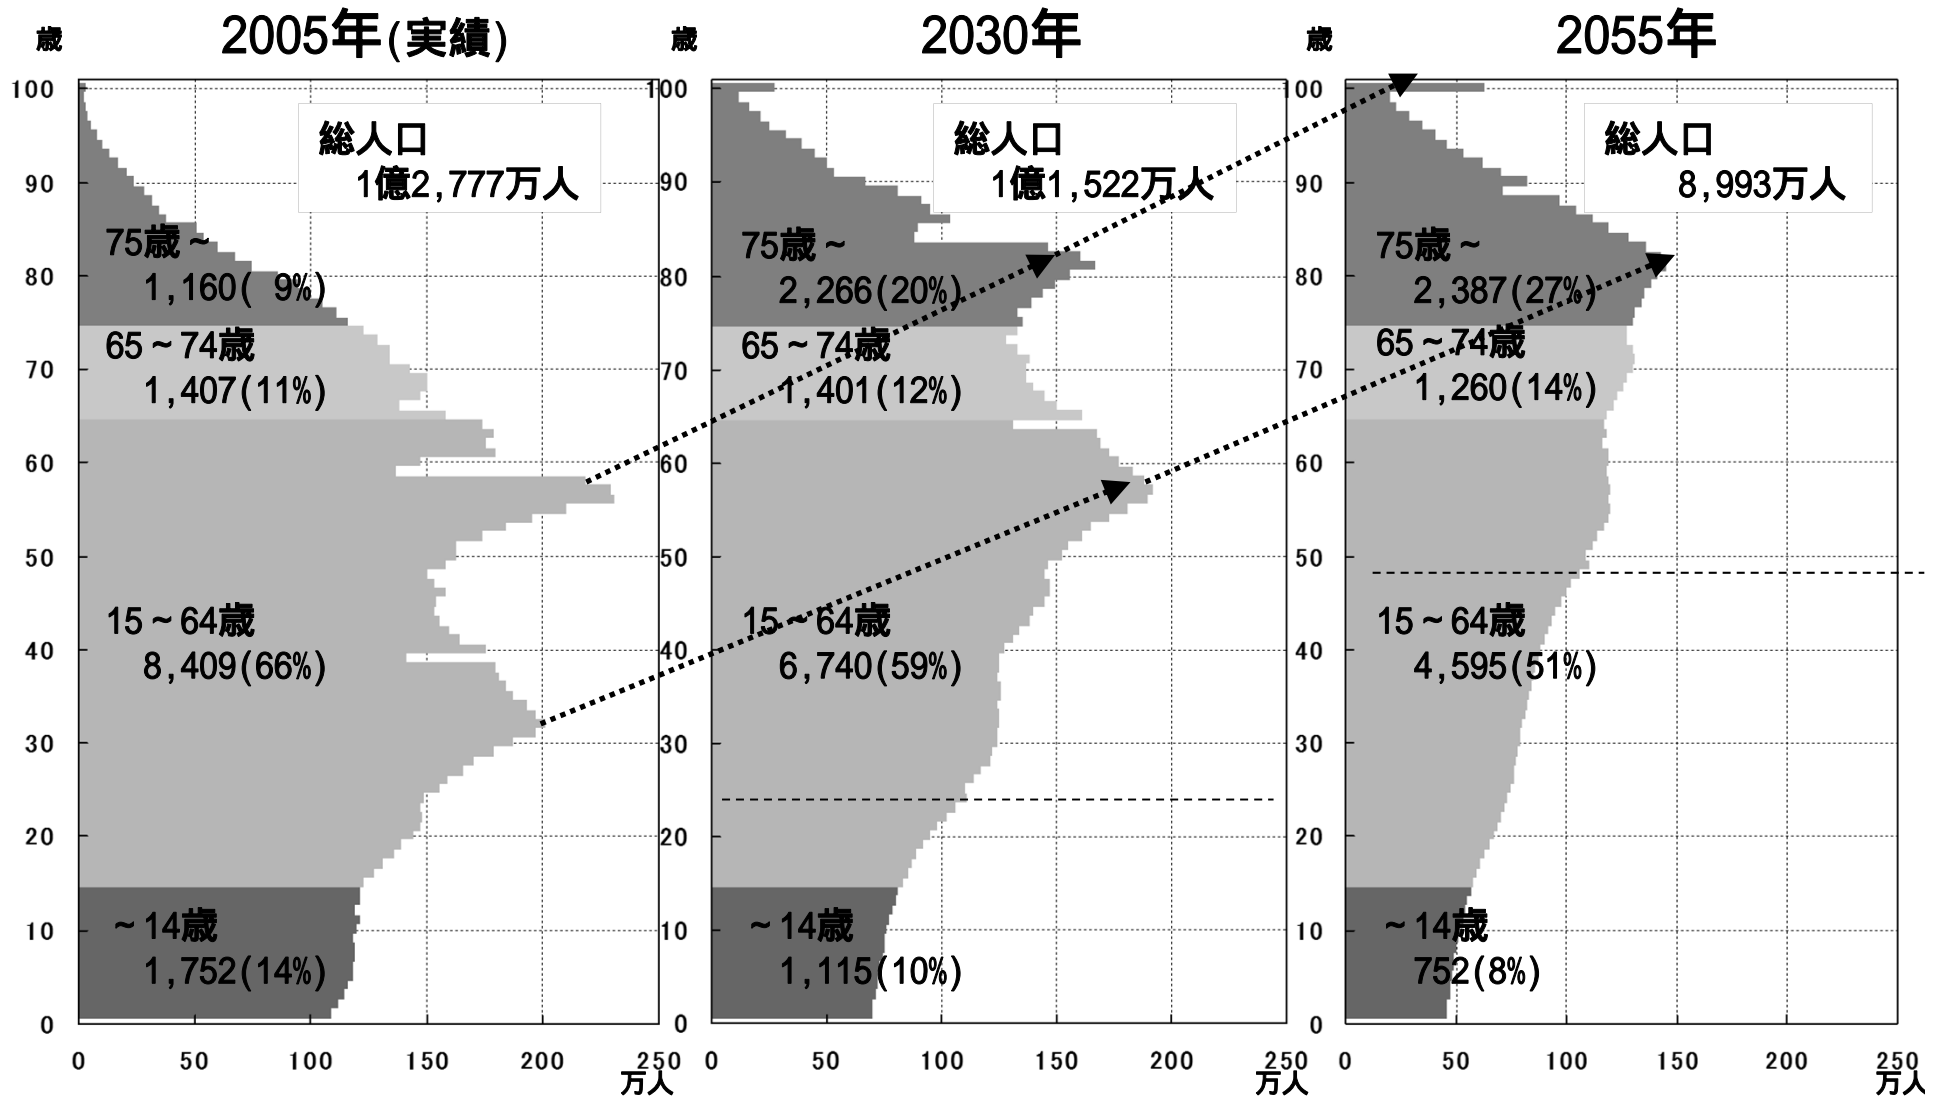 2005年(実績)
歳
100
90
80
70
60
50
40
30
20
10
0
総人口
1億2,777万人
75歳～
1,160( 9%)
65～74歳
1,407(11%)
15～64歳
8,409(66%)
～14歳
1,752(14%)
0 50 100 150 200 250
万人
2030年
歳
100
90
80
70
60
50
40
30
20
10
0
総人口
1億1,522万人
75歳～
2,266(20%)
65～74歳
1,401(12%)
15～64歳
6,740(59%)
～14歳
1,115(10%)
0 50 100 150 200 250
万人
2055年
歳
100
90
80
70
60
50
40
30
20
10
0
総人口
8,993万人
75歳～
2,387(27%)
65～74歳
1,260(14%)
15～64歳
4,595(51%)
～14歳
752(8%)
0 50 100 150 200 250
万人